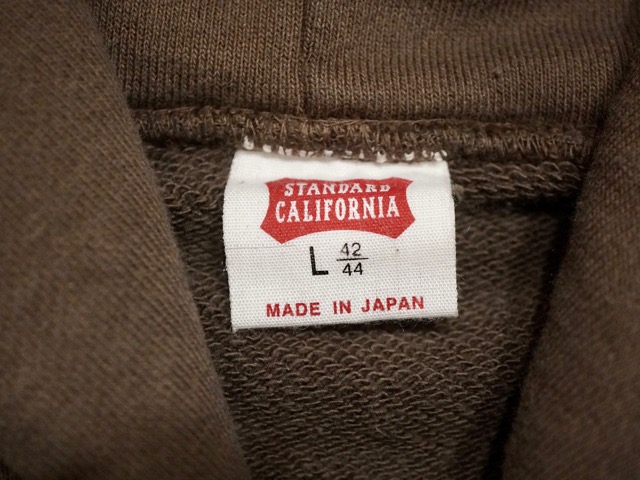 STANDARD
CALIFORNIA
L 42/44
MADE IN JAPAN